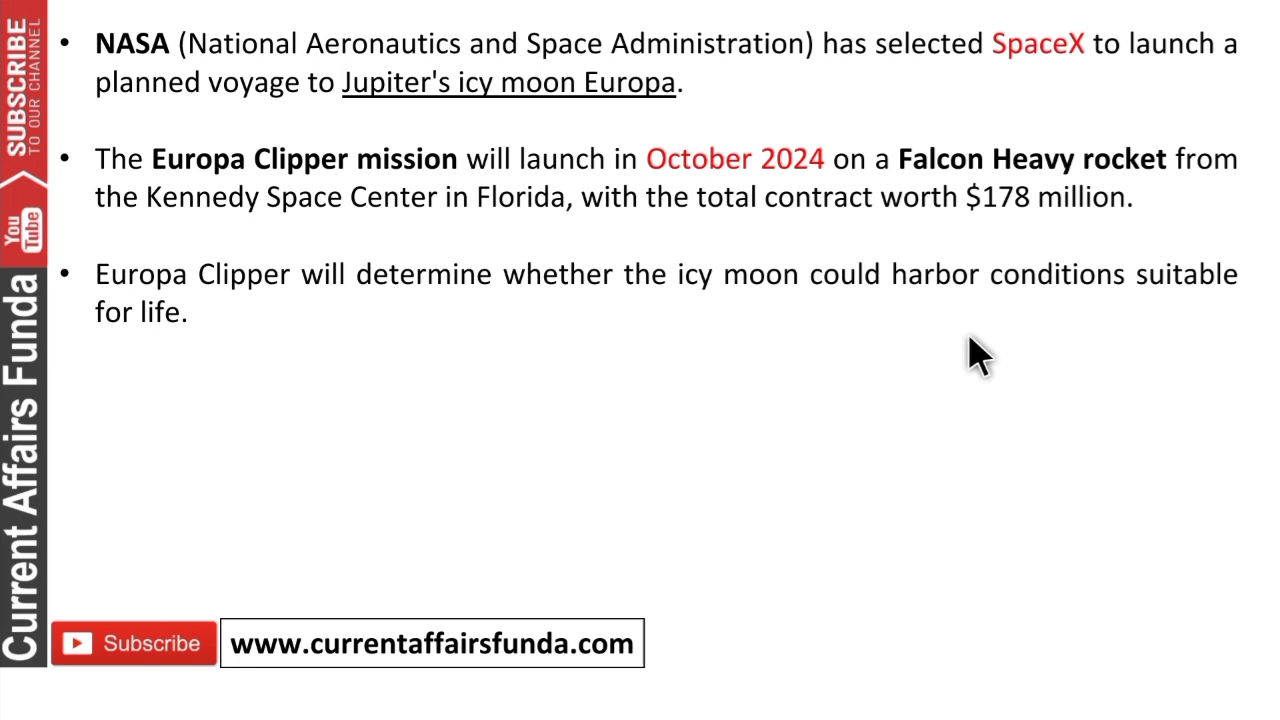 • NASA (National Aeronautics and Space Administration) has selected SpaceX to launch a
planned voyage to Jupiter's icy moon Europa.
• The Europa Clipper mission will launch in October 2024 on a Falcon Heavy rocket from
the Kennedy Space Center in Florida, with the total contract worth $178 million.
• Europa Clipper will determine whether the icy moon could harbor conditions suitable
for life.
SUBSCRIBE
TO OUR CHANNEL
You
Tube
Current Affairs Funda
Subscribe
www.currentaffairsfunda.com